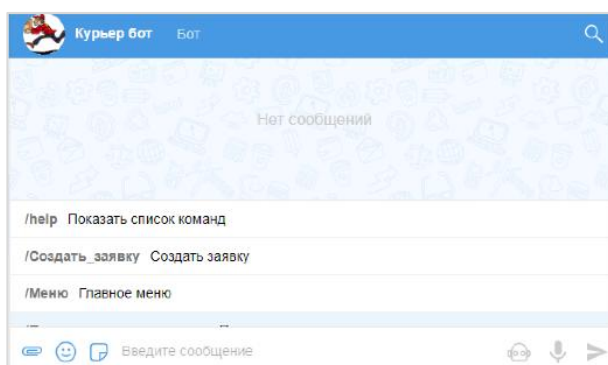 Курьер бот Бот
Нет сообщений
/help Показать список команд
/Создать_заявку Создать заявку
/Меню Главное меню
Введите сообщение